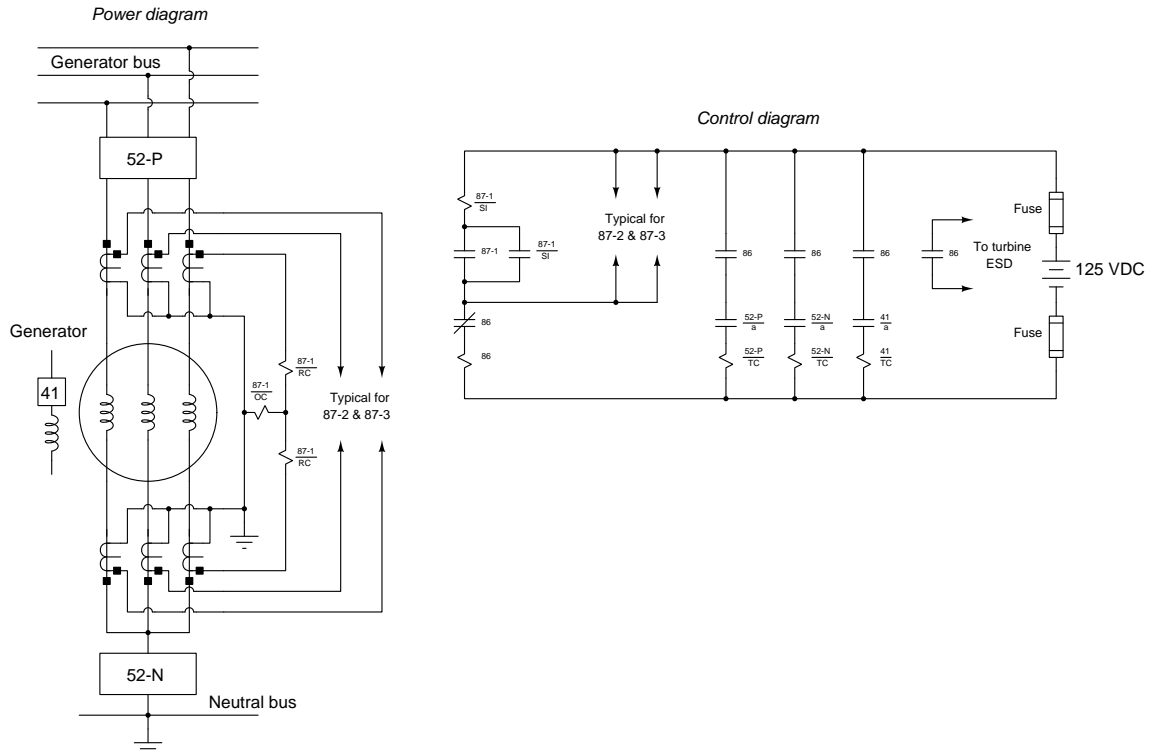 Power diagram
Generator bus
52-P
Generator
41
87-1
OC
87-1
RC
87-1
RC
Typical for
87-2 & 87-3
52-N
Neutral bus
Control diagram
87-1
SI
87-1
87-1
SI
86
86
Typical for
87-2 & 87-3
86
52-P
a
52-P
TC
86
52-N
a
52-N
TC
86
41
a
41
TC
86
To turbine
ESD
Fuse
125 VDC
Fuse